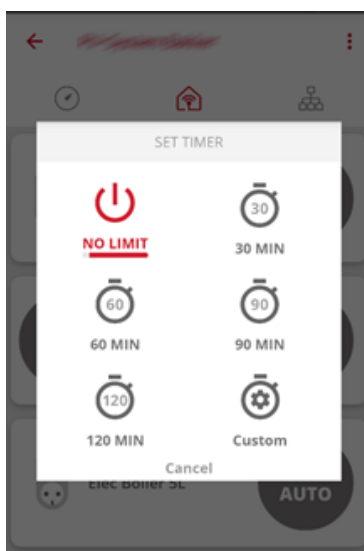 SET TIMER
NO LIMIT
30
30 MIN
60
60 MIN
90
90 MIN
120
120 MIN
Custom
Cancel
Elec Boiler 5L
AUTO